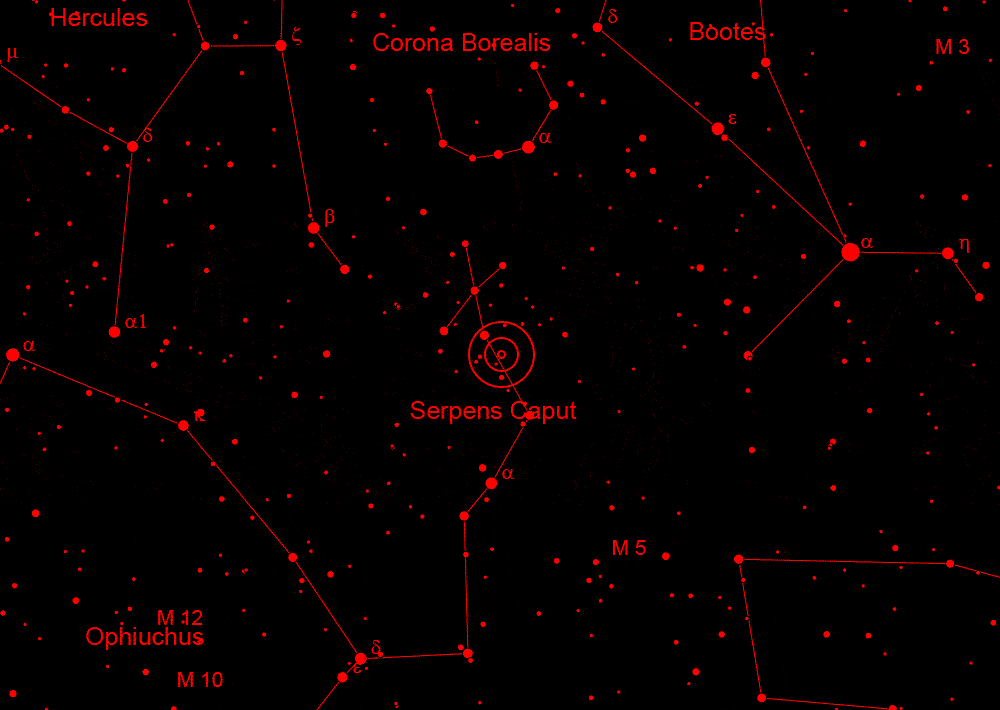 Hercules
δ
Bootes
ζ
Corona Borealis
M 3
μ
ε
δ
α
β
α
η
α1
α
Serpens Caput
κ
α
M 5
M 12
Ophiuchus
δ
ε
M 10